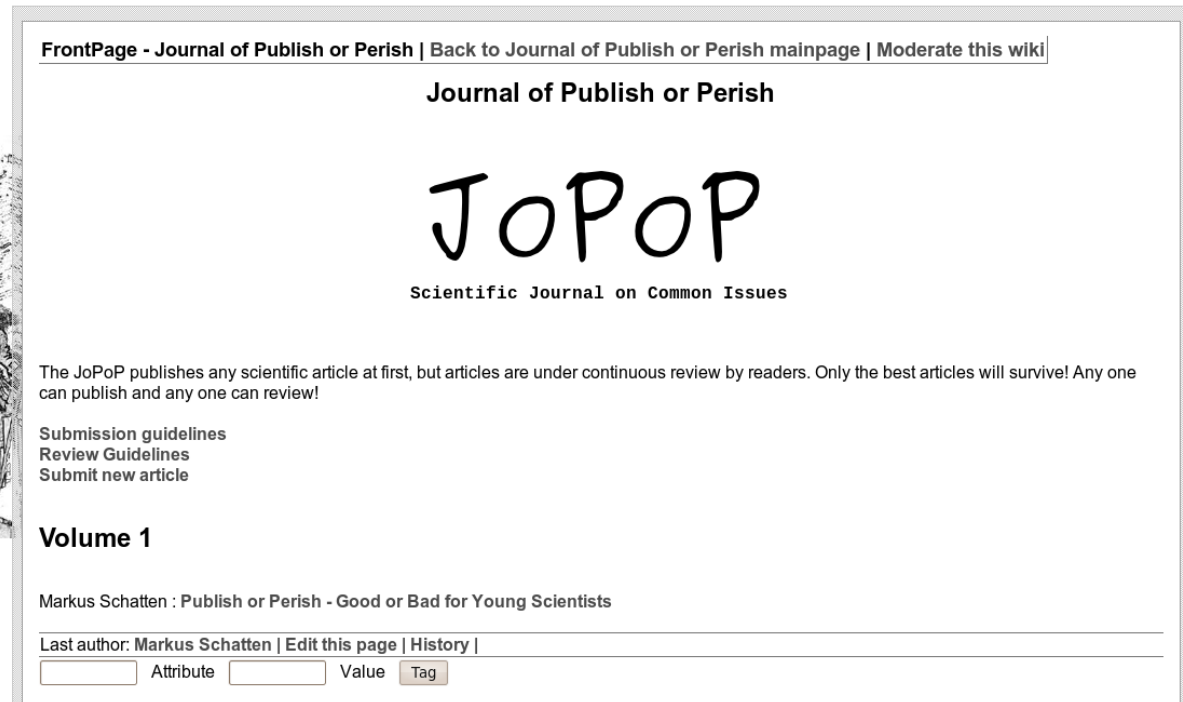 FrontPage - Journal of Publish or Perish | Back to Journal of Publish or Perish mainpage | Moderate this wiki
Journal of Publish or Perish
JoPoP
Scientific Journal on Common Issues
The JoPoP publishes any scientific article at first, but articles are under continuous review by readers. Only the best articles will survive! Any one
can publish and any one can review!
Submission guidelines
Review Guidelines
Submit new article
Volume 1
Markus Schatten : Publish or Perish - Good or Bad for Young Scientists
Last author: Markus Schatten | Edit this page | History |
Attribute Value Tag